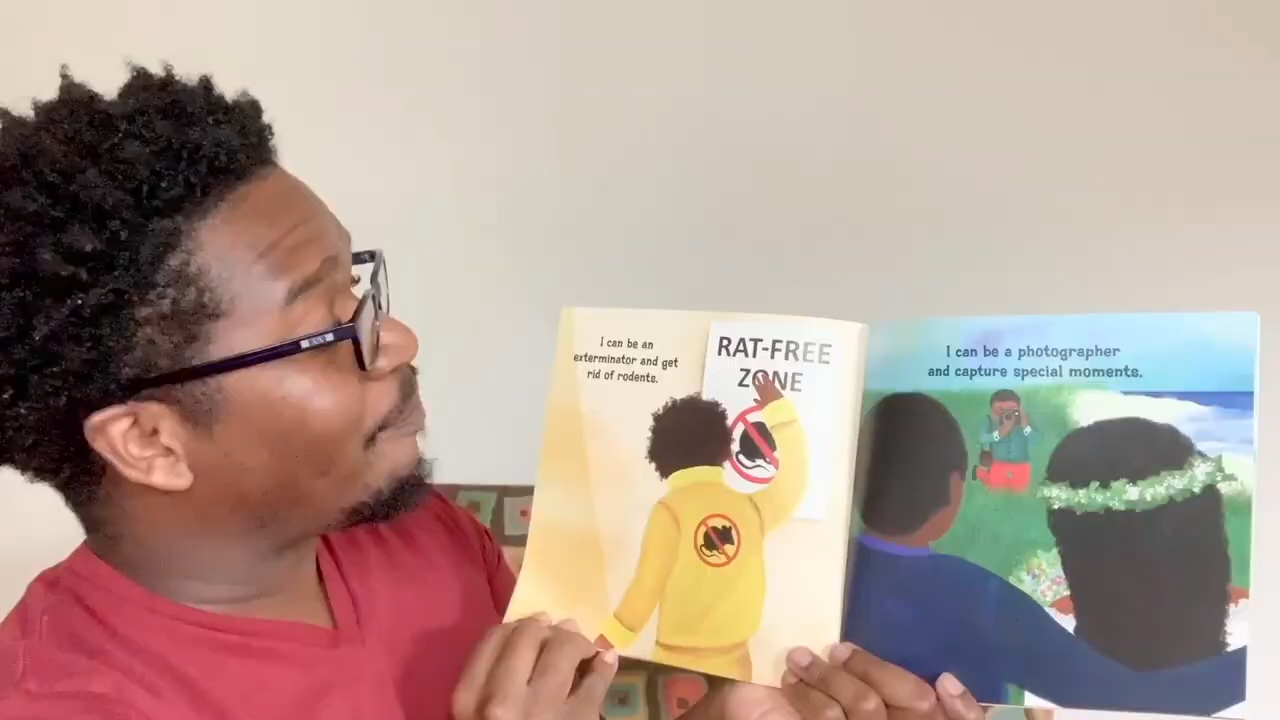 I can be an
exterminator and get
rid of rodents.
RAT-FREE
ZONE
I can be a photographer
and capture special moments.